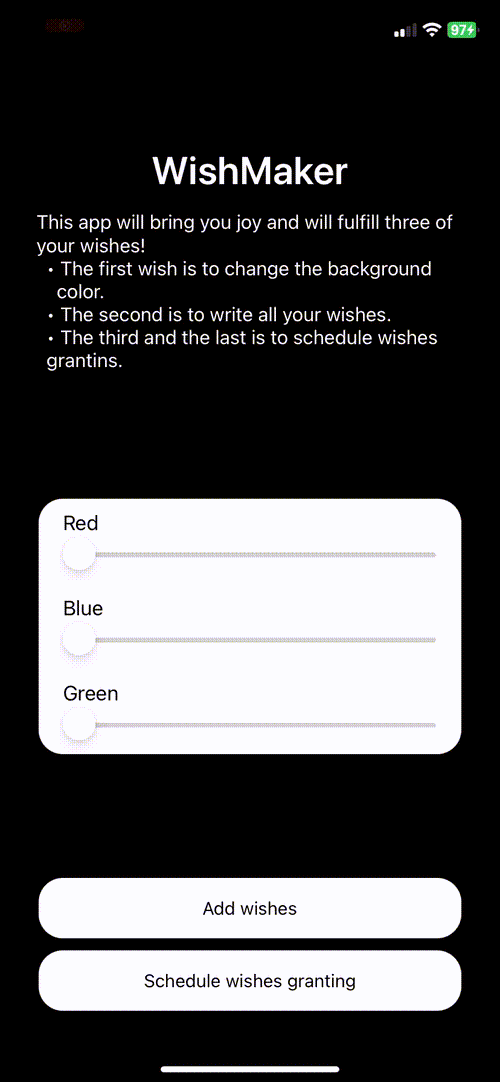 97
WishMaker
This app will bring you joy and will fulfill three of
your wishes!
• The first wish is to change the background
color.
• The second is to write all your wishes.
• The third and the last is to schedule wishes
grantins.
Red
Blue
Green
Add wishes
Schedule wishes granting